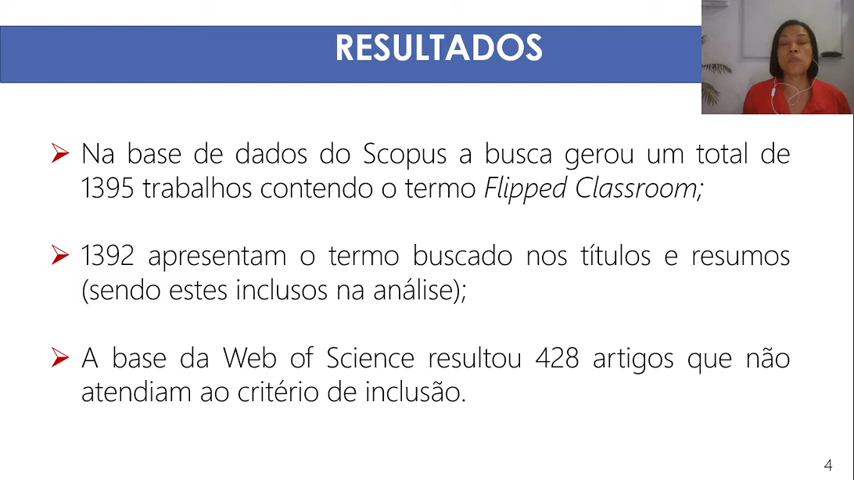 RESULTADOS
Na base de dados do Scopus a busca gerou um total de
1395 trabalhos contendo o termo Flipped Classroom;
1392 apresentam o termo buscado nos títulos e resumos
(sendo estes inclusos na análise);
A base da Web of Science resultou 428 artigos que não
atendiam ao critério de inclusão.
4